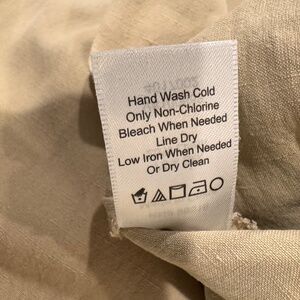 Hand Wash Cold
Only Non-Chlorine
Bleach When Needed
Line Dry
Low Iron When Needed
Or Dry Clean